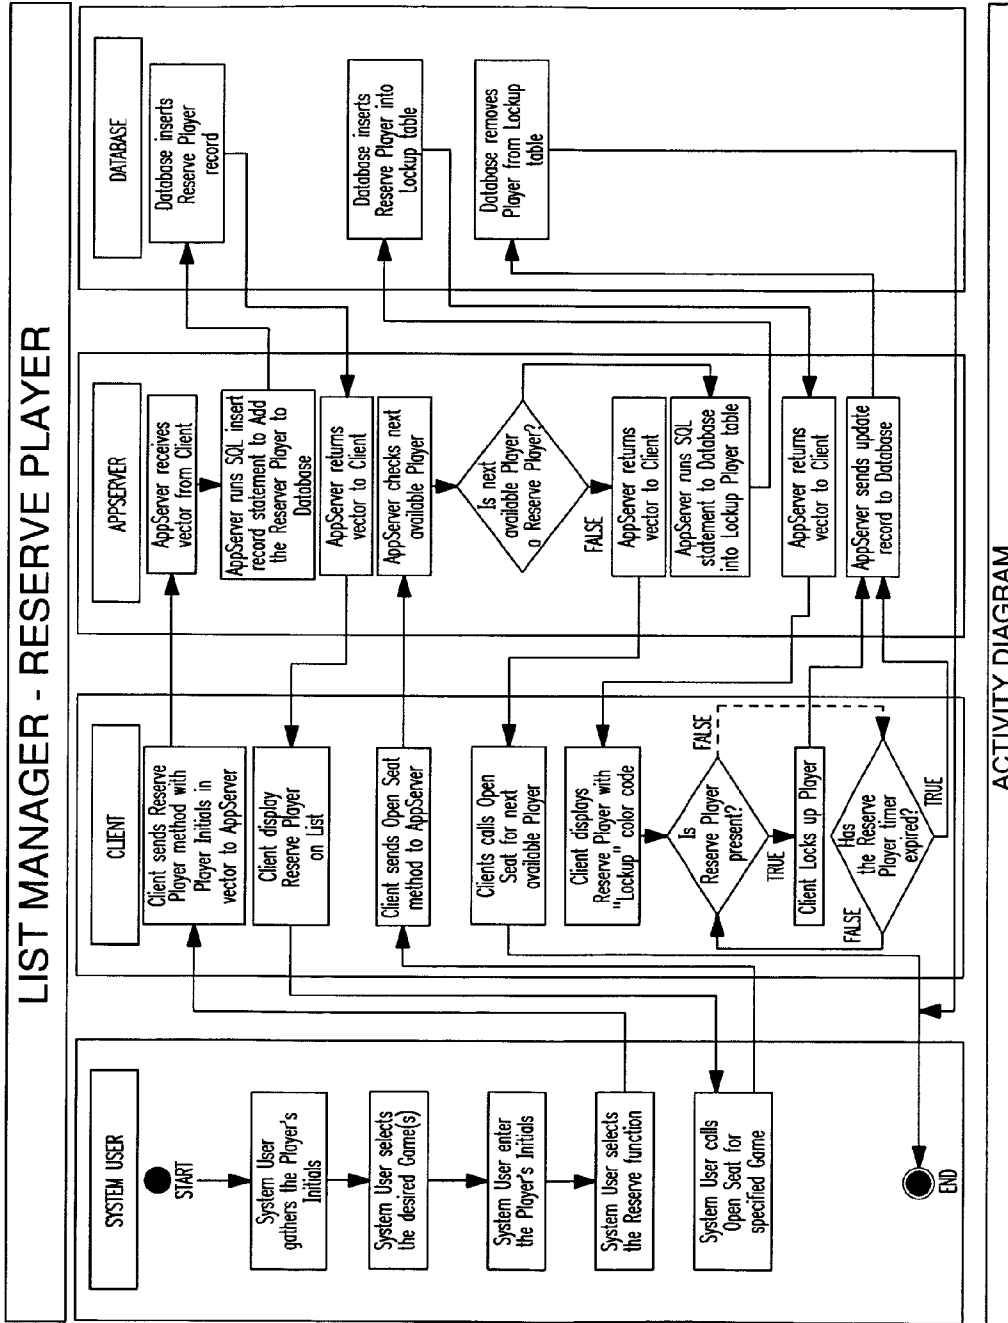 LIST MANAGER - RESERVE PLAYER
SYSTEM USER
START
System User
gathers the Player's
Initials
System User selects
the desired Game(s)
System User enter
the Player's Initials
System User selects
the Reserve function
System User calls
Open Seat for
specified Game
END
CLIENT
Client sends Reserve
Player method with
Player Initials in
vector to AppServer
Client display
Reserve Player
on List
Client sends Open Seat
method to AppServer
Clients calls Open
Seat for next
available Player
Client displays
Reserve Player with
"Lockup" color code
Is
Reserve Player
present?
FALSE
TRUE
Client Locks up Player
Has
the Reserve
Player timer
expired?
FALSE
TRUE
APPSERVER
AppServer receives
vector from Client
AppServer runs SQL insert
record statement to Add
the Reserver Player to
Database
AppServer returns
vector to Client
AppServer checks next
available Player
Is next
available Player
a Reserve Player?
FALSE
AppServer returns
vector to Client
AppServer runs SQL
statement to Database
into Lockup Player table
AppServer returns
vector to Client
AppServer sends update
record to Database
DATABASE
Database inserts
Reserve Player
record
Database inserts
Reserve Player into
Lockup table
Database removes
Player from Lockup
table
ACTIVITY DIAGRAM